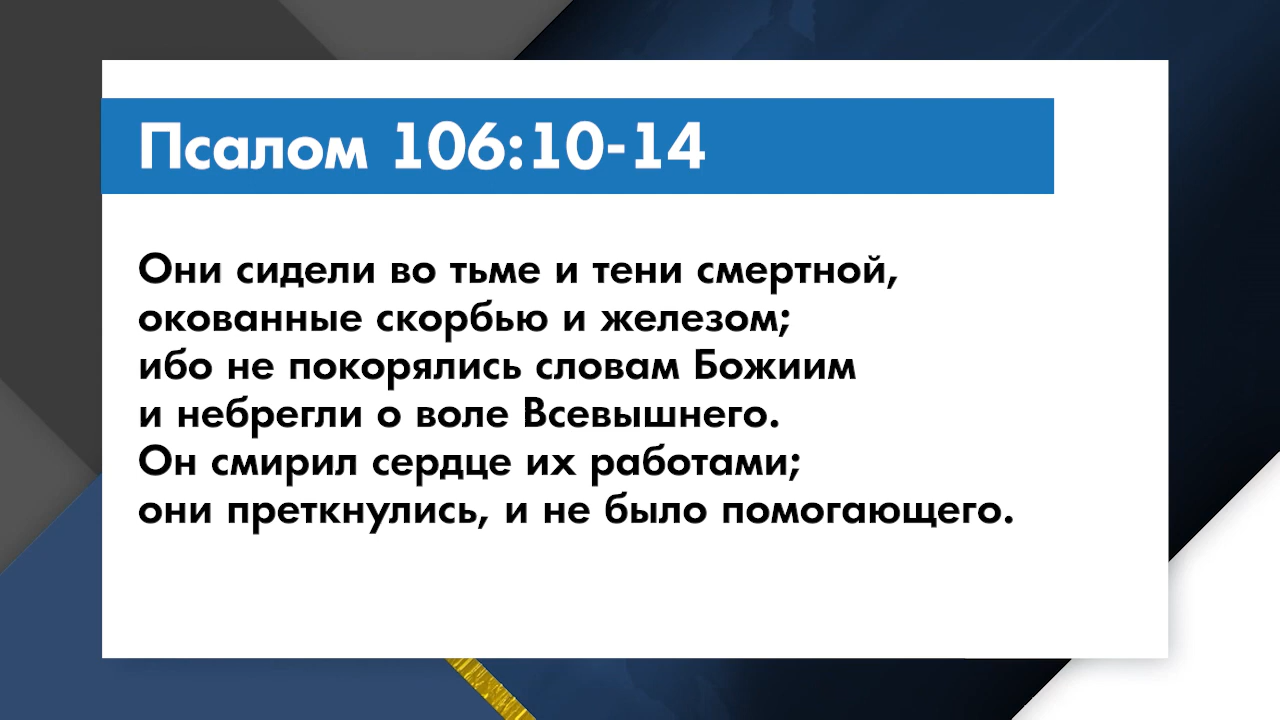 Псалом 106:10-14
Они сидели во тьме и тени смертной,
окованные скорбью и железом;
ибо не покорялись словам Божиим
и небрегли о воле Всевышнего.
Он смирил сердце их работами;
они преткнулись, и не было помогающего.